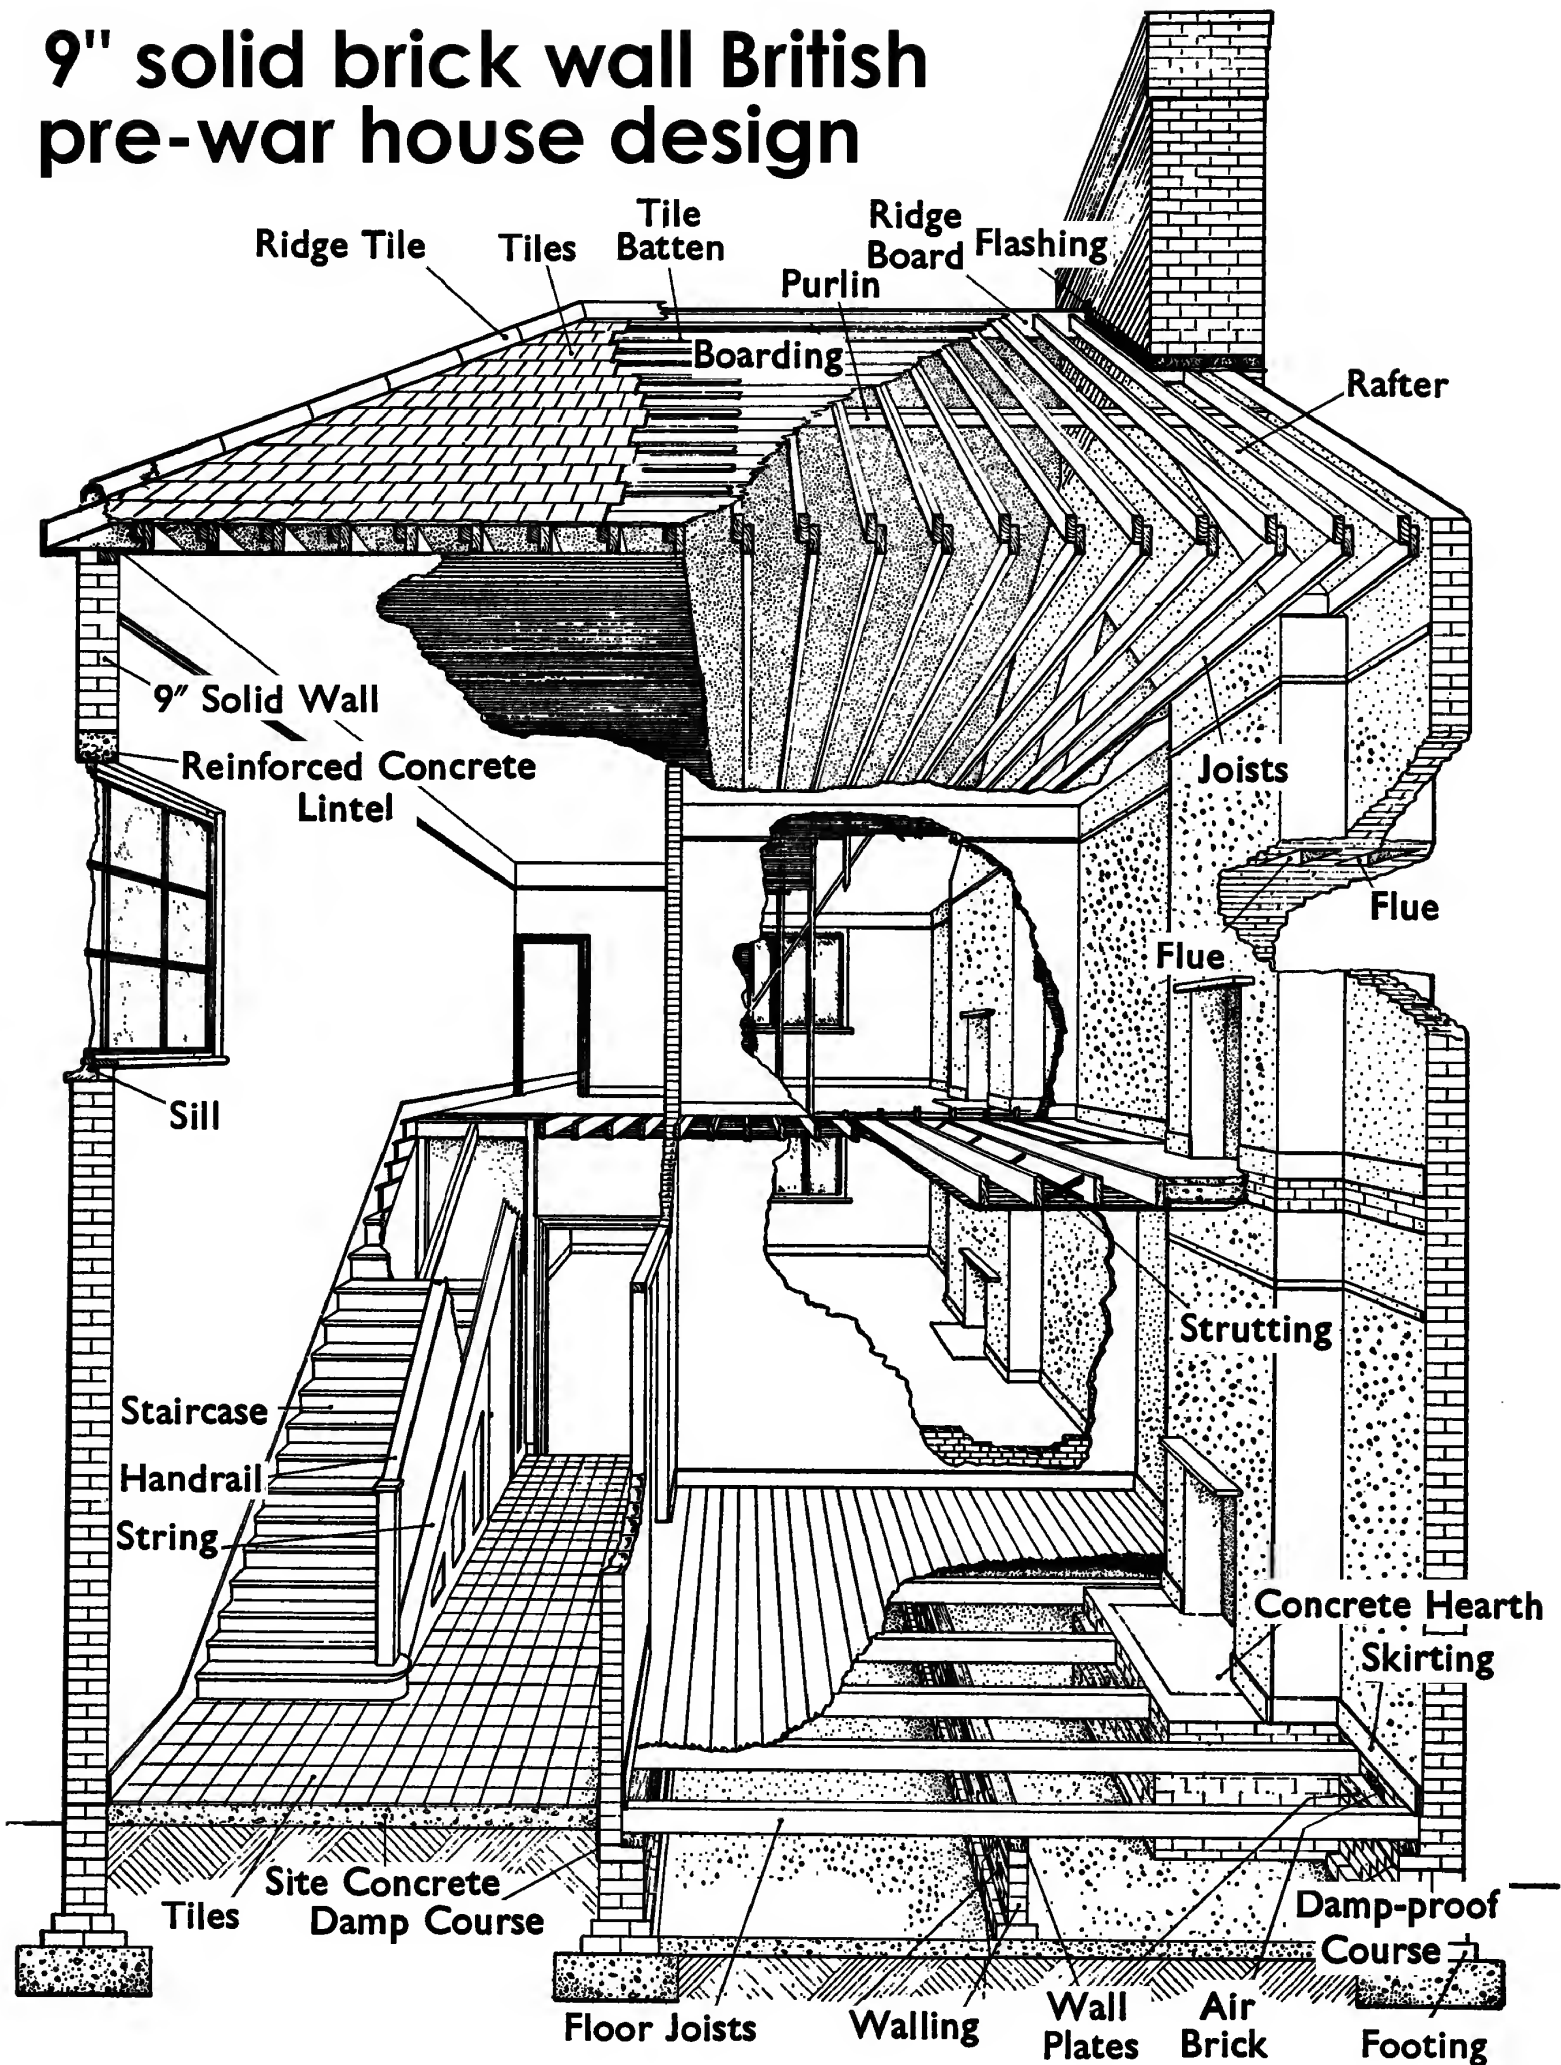 9" solid brick wall British
pre-war house design
Ridge Tile
Tiles
Tile
Batten
Purlin
Ridge
Board
Flashing
Boarding
Rafter
9" Solid Wall
Reinforced Concrete
Lintel
Joists
Flue
Flue
Sill
Strutting
Staircase
Handrail
String
Concrete Hearth
Skirting
Site Concrete
Damp Course
Tiles
Damp-proof
Course
Floor Joists
Walling
Wall
Plates
Air
Brick
Footing